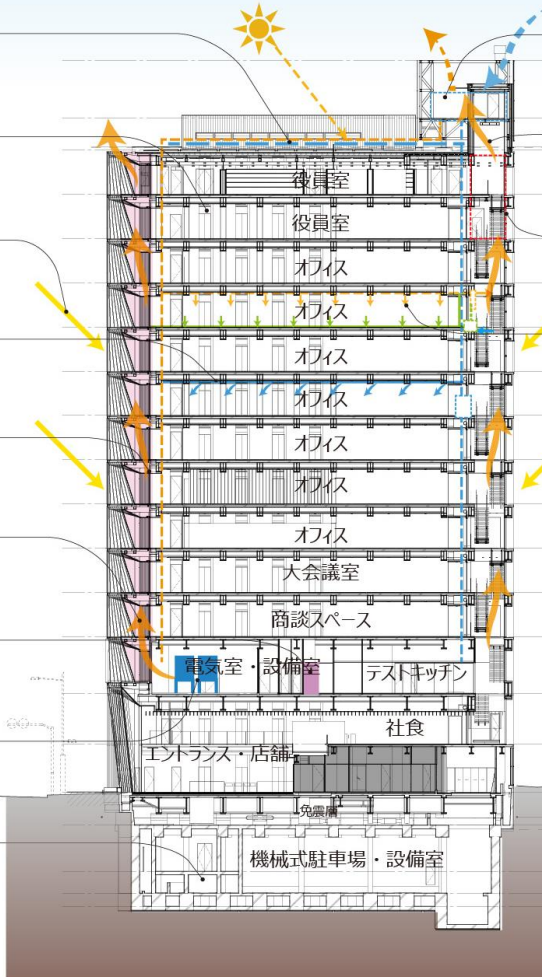 役員室
役員室
オフィス
オフィス
オフィス
オフィス
オフィス
オフィス
オフィス
大会議室
商談スペース
電気室・設備室
テストキッチン
社食
エントランス・店舗
免震層
機械式駐車場・設備室